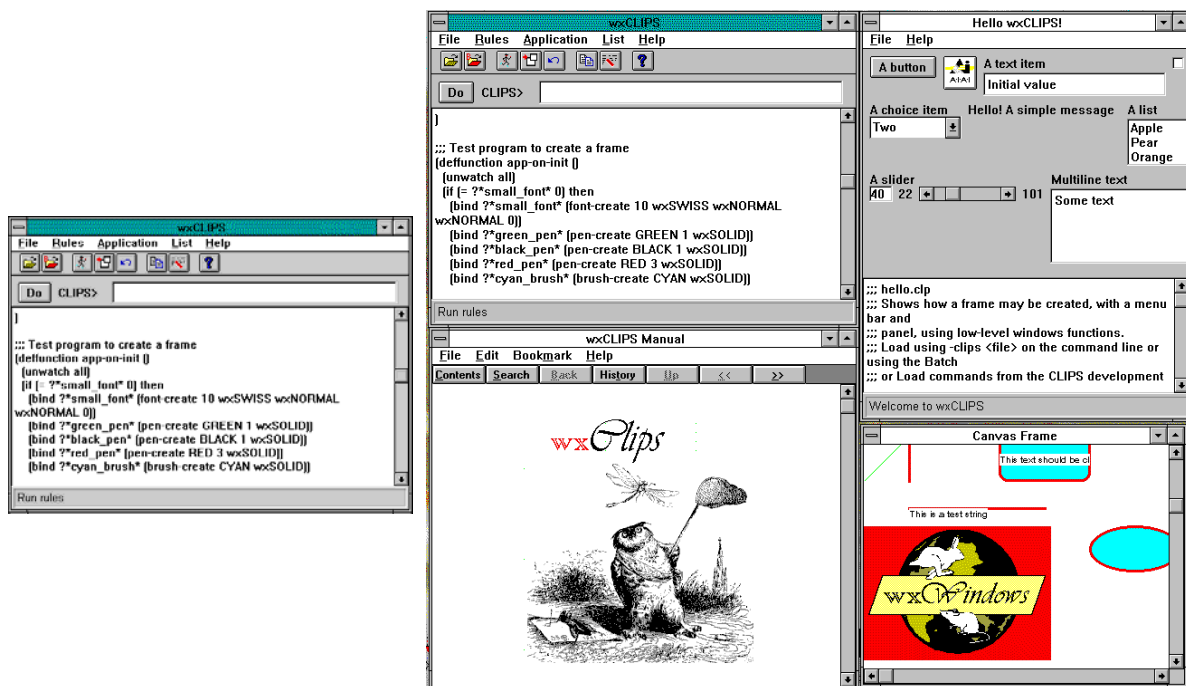 wxCLIPS
File Rules Application List Help
Do CLIPS>
)
;;; Test program to create a frame
(deffunction app-on-init ()
(unwatch all)
(if (= ?*small_font* 0) then
(bind ?*small_font* (font-create 10 wxSWISS wxNORMAL
wxNORMAL 0))
(bind ?*green_pen* (pen-create GREEN 1 wxSOLID))
(bind ?*black_pen* (pen-create BLACK 1 wxSOLID))
(bind ?*red_pen* (pen-create RED 3 wxSOLID))
(bind ?*cyan_brush* (brush-create CYAN wxSOLID))
Run rules
wxCLIPS
File Rules Application List Help
Do CLIPS>
)
;;; Test program to create a frame
(deffunction app-on-init ()
(unwatch all)
(if (= ?*small_font* 0) then
(bind ?*small_font* (font-create 10 wxSWISS wxNORMAL
wxNORMAL 0))
(bind ?*green_pen* (pen-create GREEN 1 wxSOLID))
(bind ?*black_pen* (pen-create BLACK 1 wxSOLID))
(bind ?*red_pen* (pen-create RED 3 wxSOLID))
(bind ?*cyan_brush* (brush-create CYAN wxSOLID))
Run rules
wxCLIPS Manual
File Edit Bookmark Help
Contents Search Back History Up << >>
wxClips
Hello wxCLIPS!
File Help
A button
A text item
Initial value
A choice item Hello! A simple message A list
Two
Apple
Pear
Orange
A slider
40 22 101
Multiline text
Some text
;;; hello.clp
;;; Shows how a frame may be created, with a menu
bar and
;;; panel, using low-level windows functions.
;;; Load using -clips <file> on the command line or
using the Batch
;;; or Load commands from the CLIPS development
Welcome to wxCLIPS
Canvas Frame
This text should be cl
This is a test string
wxWindows